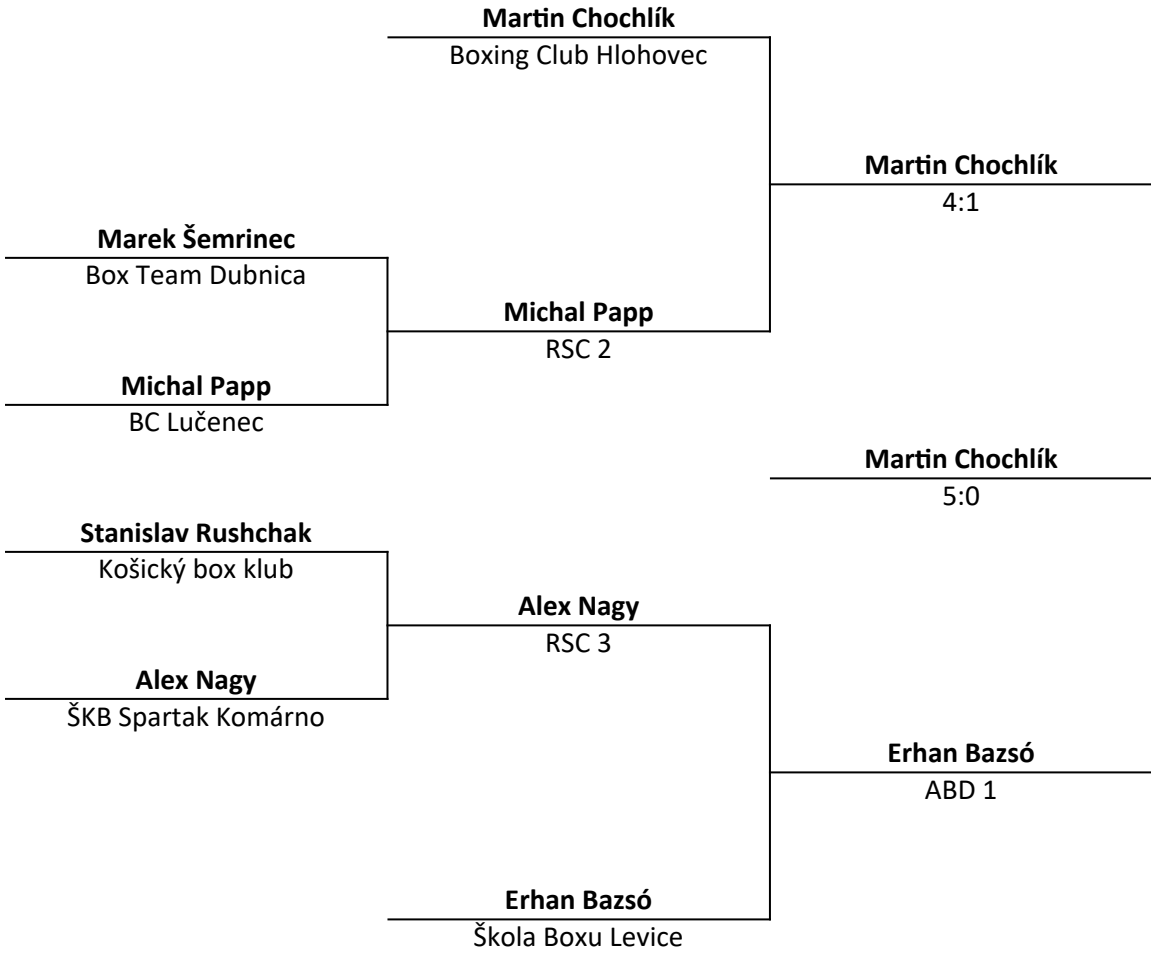 Martin Chochlík
Boxing Club Hlohovec
Martin Chochlík
4:1
Marek Šemrinec
Box Team Dubnica
Michal Papp
RSC 2
Michal Papp
BC Lučenec
Martin Chochlík
5:0
Stanislav Rushchak
Košický box klub
Alex Nagy
RSC 3
Alex Nagy
ŠKB Spartak Komárno
Erhan Bazsó
ABD 1
Erhan Bazsó
Škola Boxu Levice